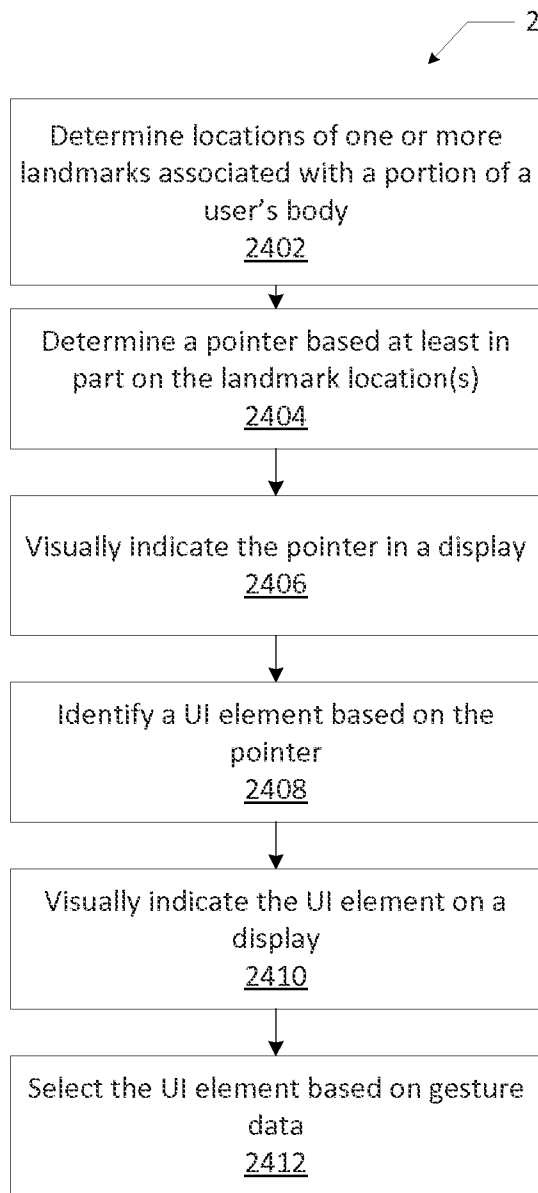 2
Determine locations of one or more
landmarks associated with a portion of a
user's body
2402
Determine a pointer based at least in
part on the landmark location(s)
2404
Visually indicate the pointer in a display
2406
Identify a UI element based on the
pointer
2408
Visually indicate the UI element on a
display
2410
Select the UI element based on gesture
data
2412